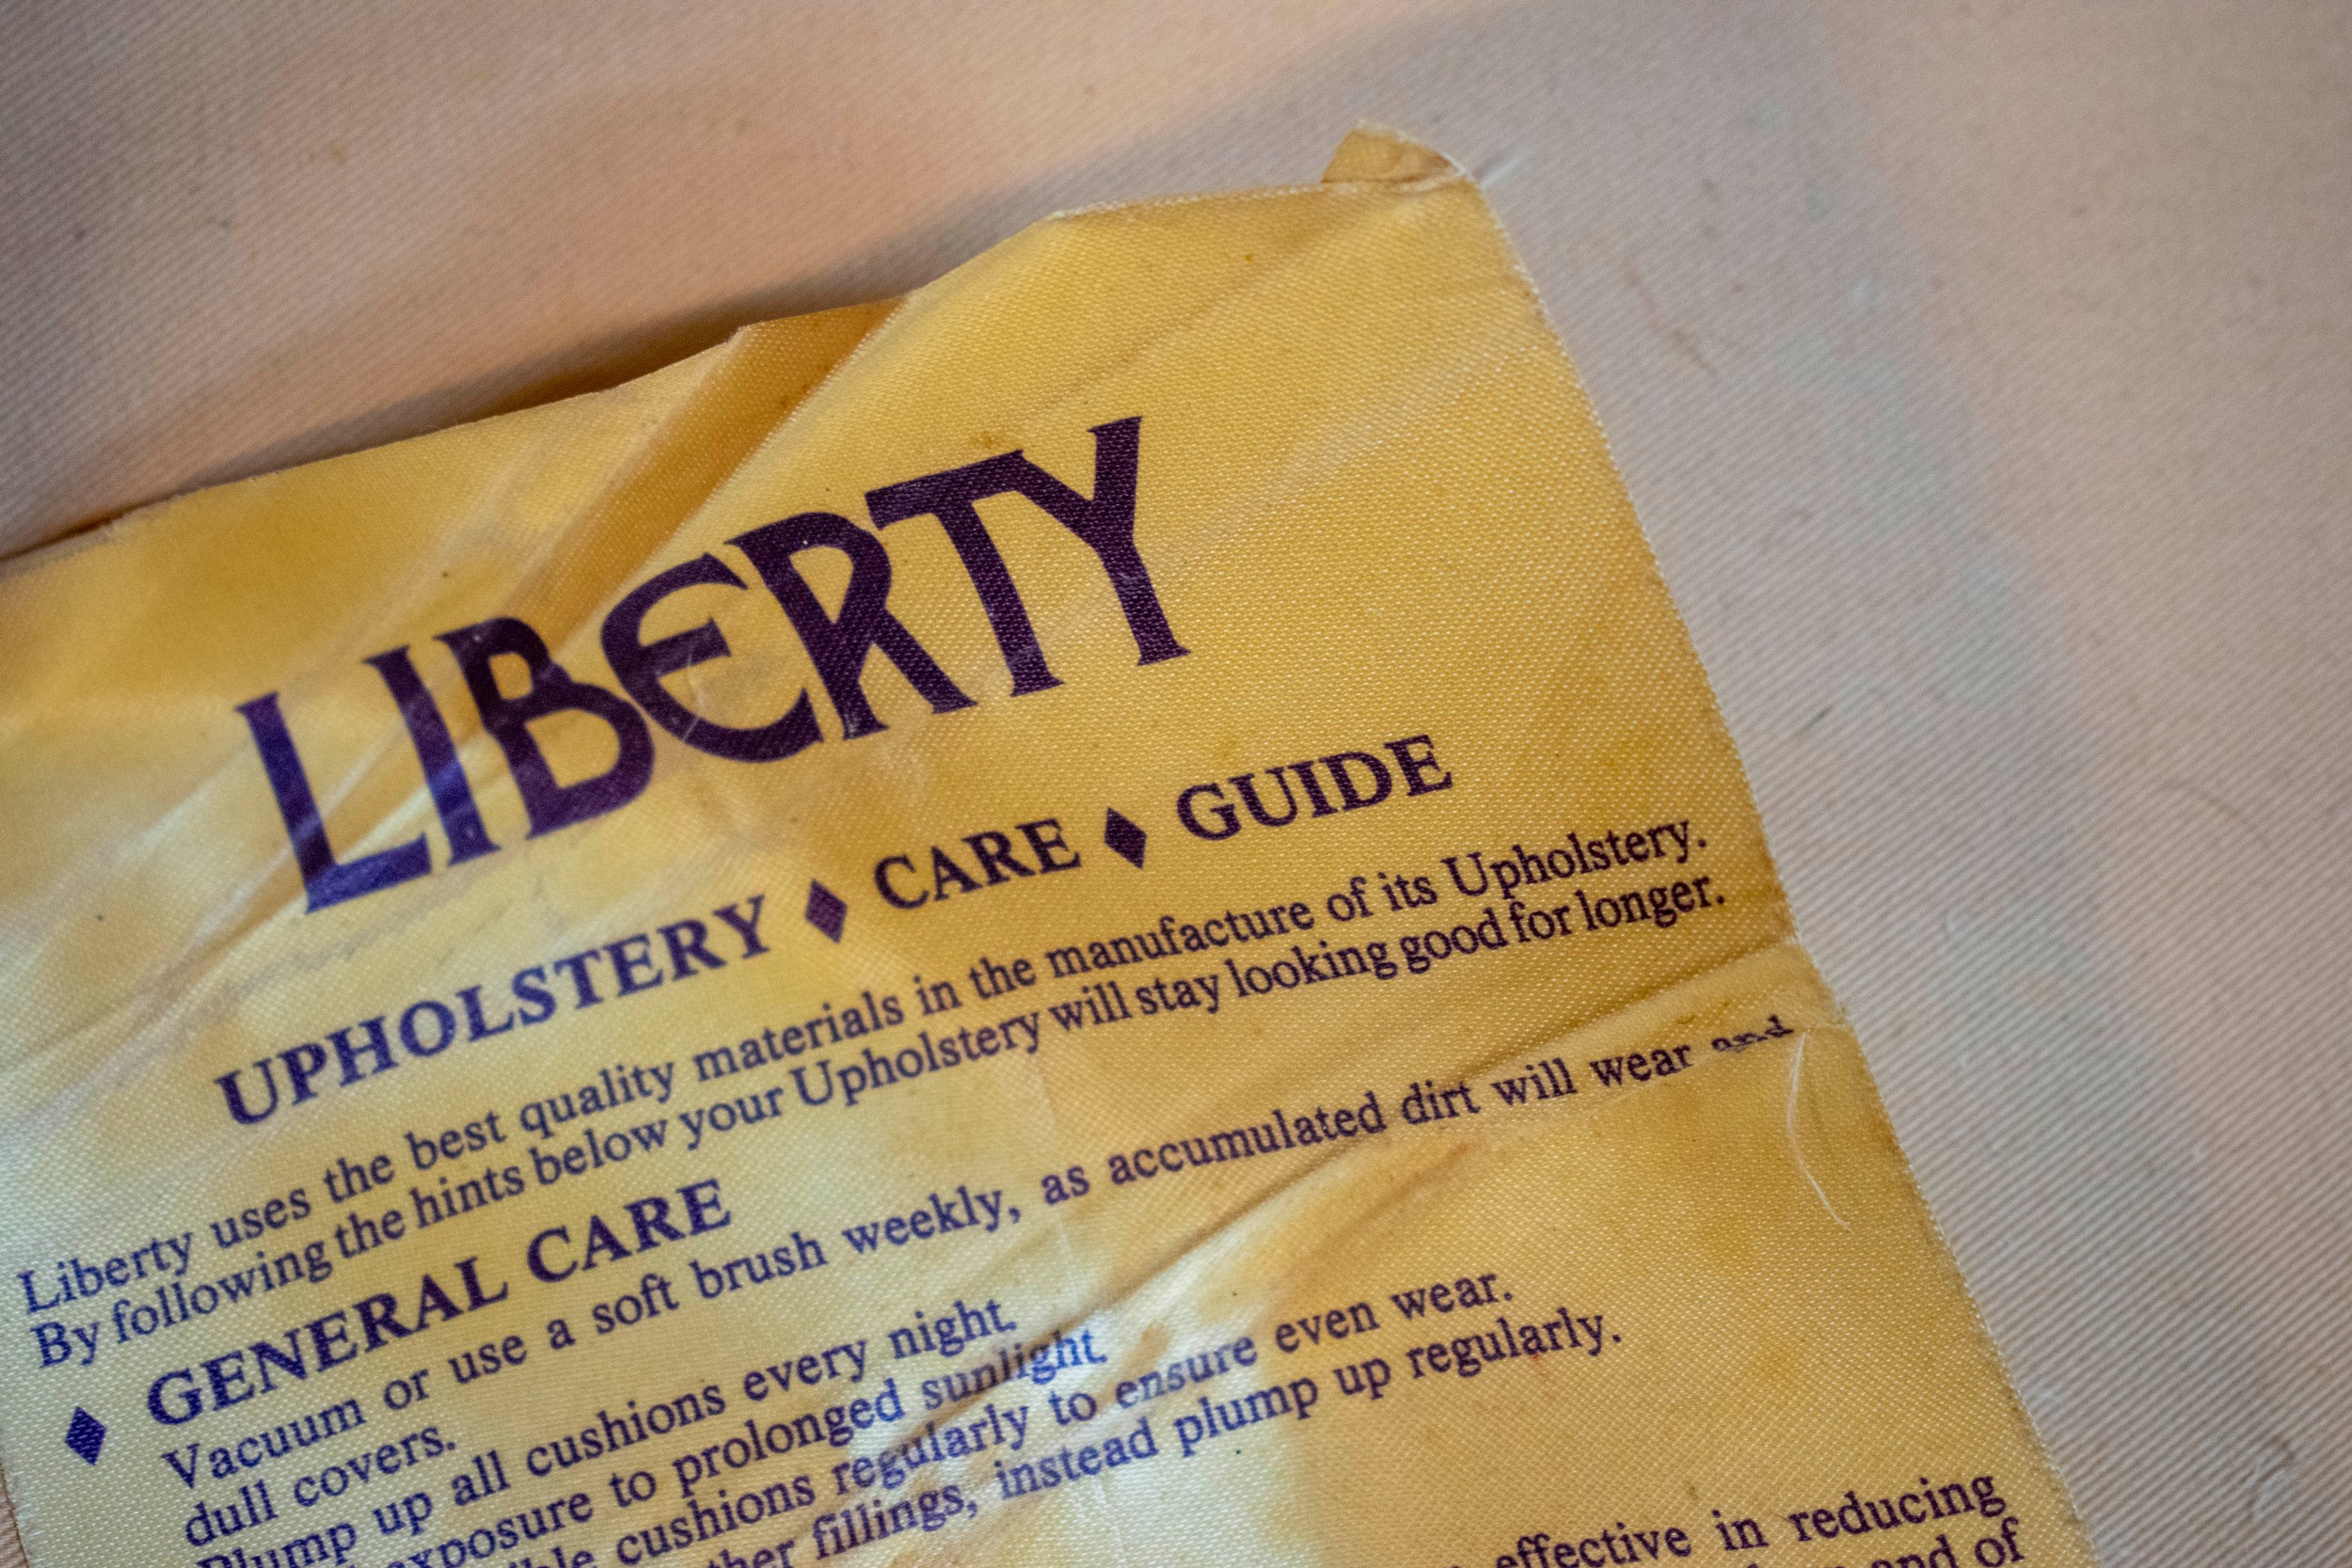 LIBERTY
UPHOLSTERY ♦ CARE ♦ GUIDE
Liberty uses the best quality materials in the manufacture of its Upholstery.
By following the hints below your Upholstery will stay looking good for longer.
♦ GENERAL CARE
Vacuum or use a soft brush weekly, as accumulated dirt will wear and
dull covers.
Plump up all cushions every night.
exposure to prolonged sunlight.
cushions regularly to ensure even wear.
fillings, instead plump up regularly.
effective in reducing
and of